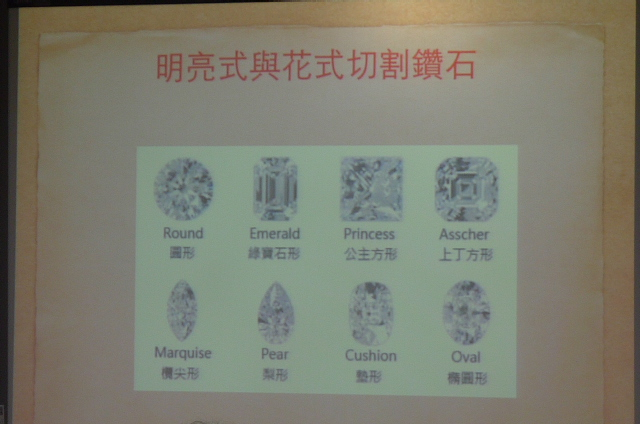 明亮式與花式切割鑽石
Round Emerald Princess Asscher
圓形 綠寶石形 公主方形 上丁方形
Marquise Pear Cushion Oval
欖尖形 梨形 墊形 橢圓形